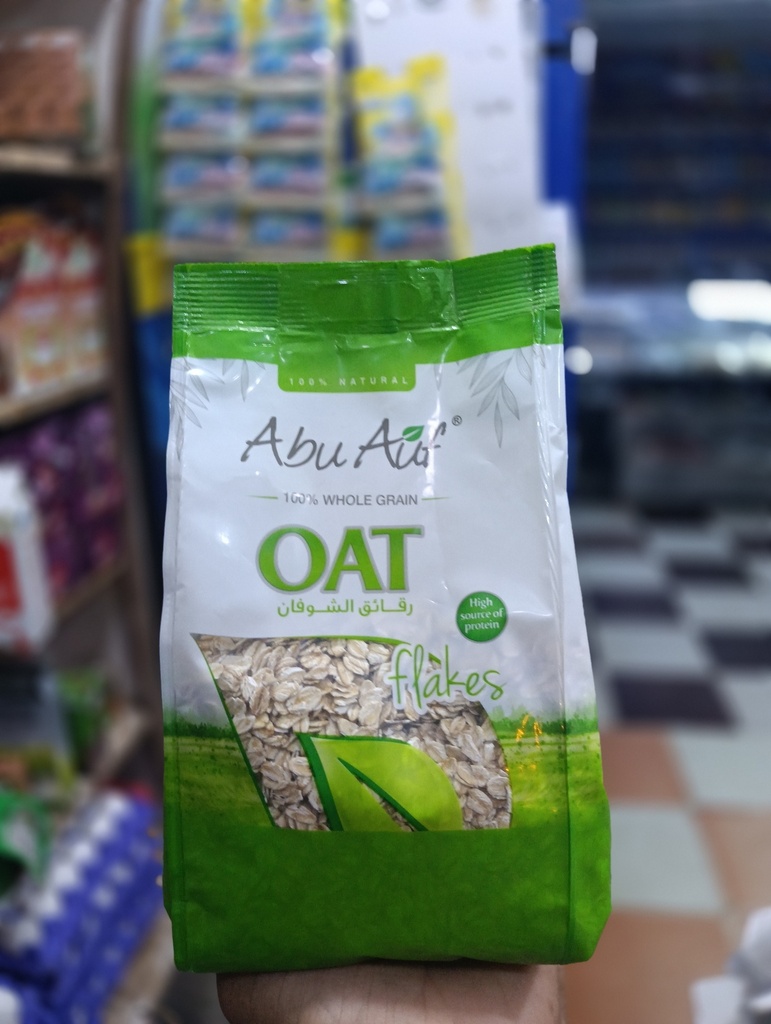 100% NATURAL
Abu Auf®
100% WHOLE GRAIN
OAT
رقائق الشوفان
High
source of
protein
flakes